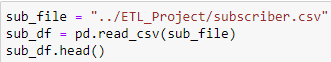 sub_file = "../ETL_Project/subscriber.csv"
sub_df = pd.read_csv(sub_file)
sub_df.head()